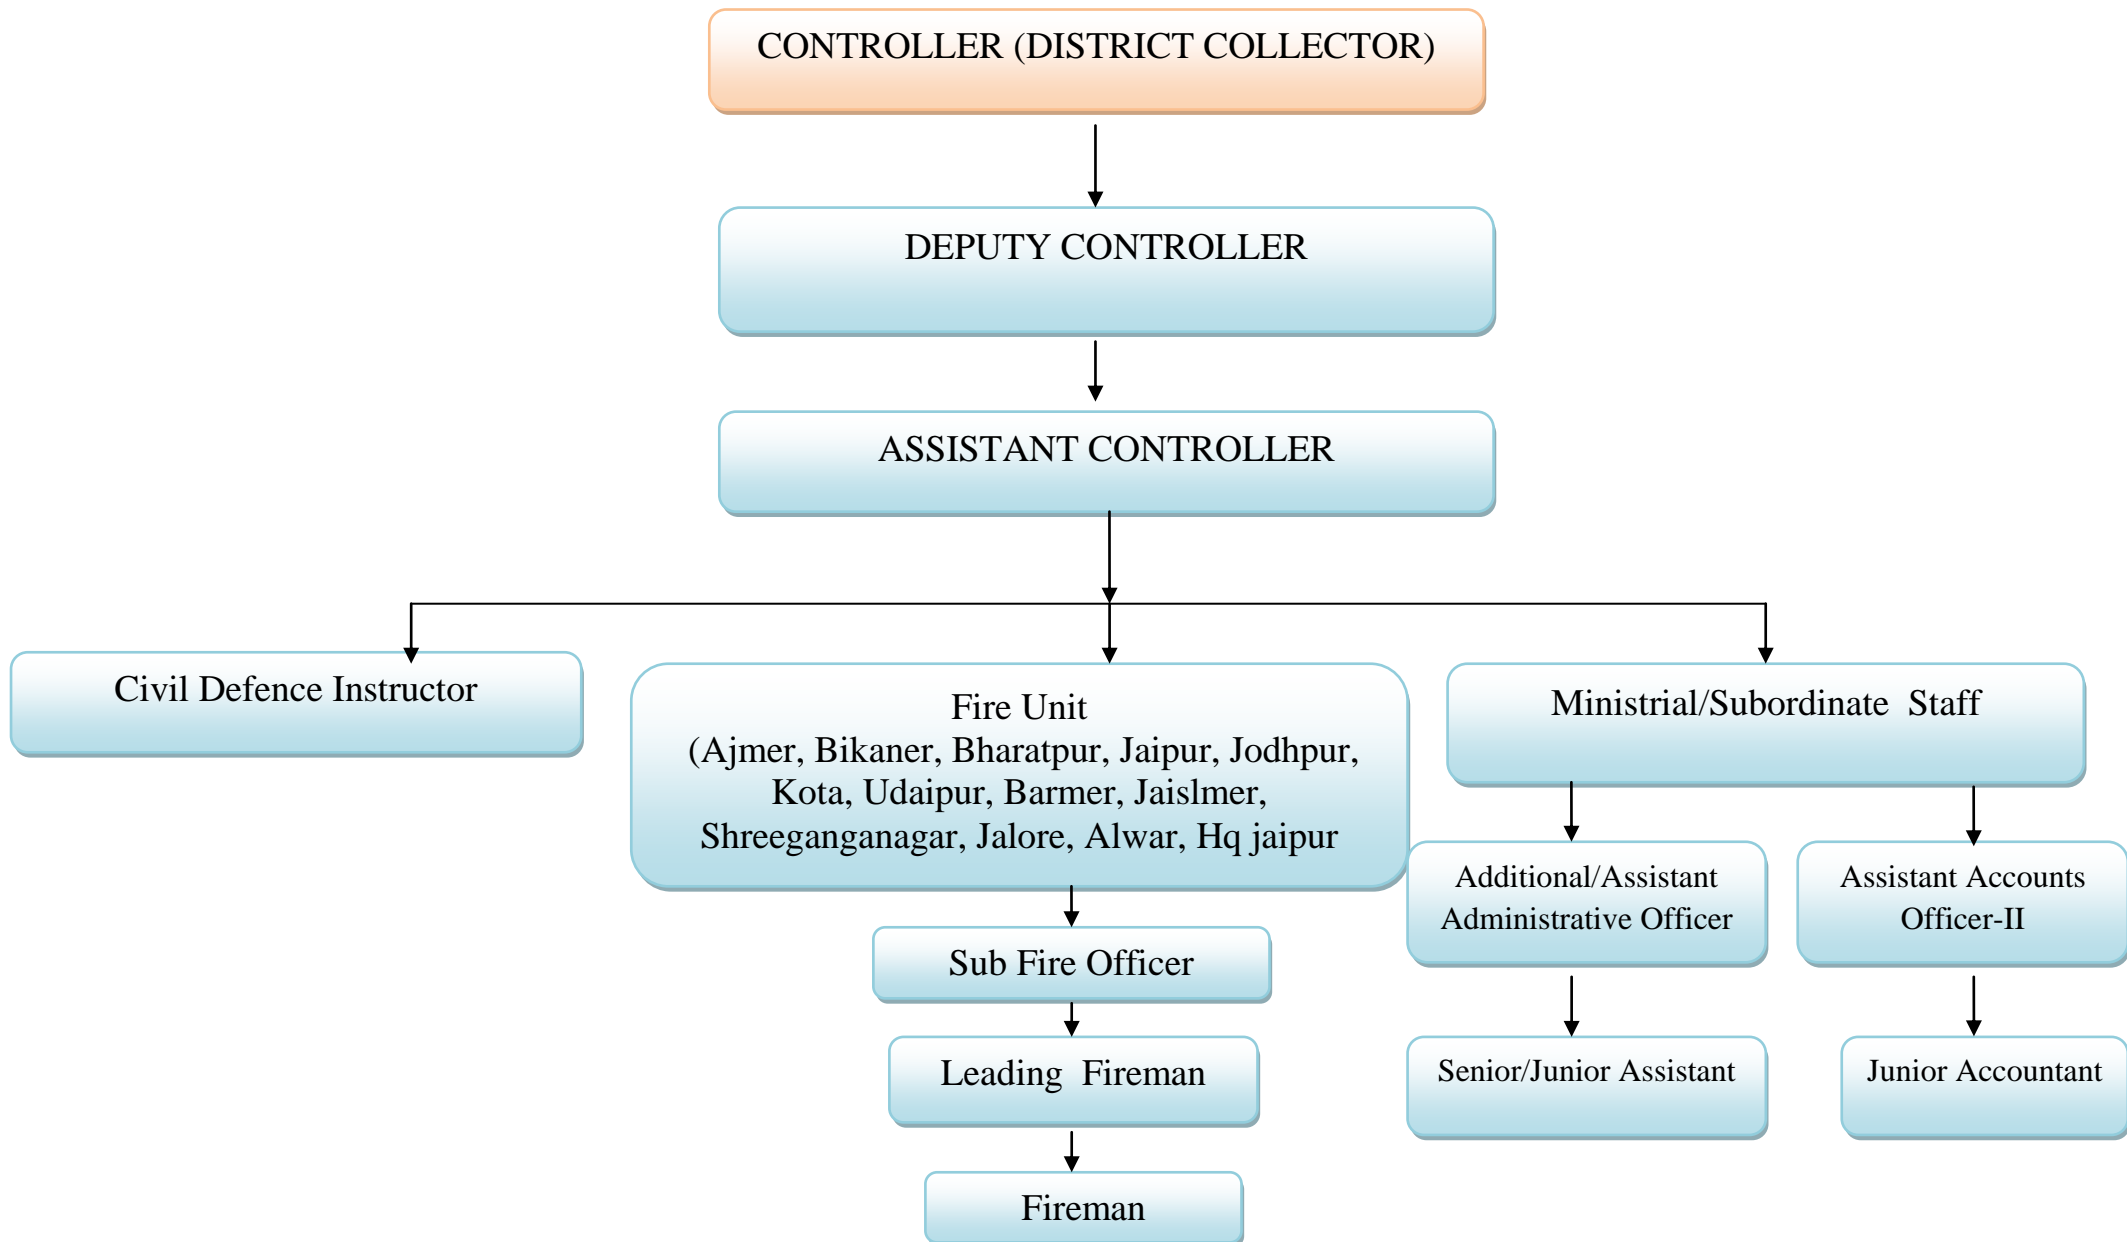 CONTROLLER (DISTRICT COLLECTOR)
DEPUTY CONTROLLER
ASSISTANT CONTROLLER
Civil Defence Instructor
Fire Unit
(Ajmer, Bikaner, Bharatpur, Jaipur, Jodhpur,
Kota, Udaipur, Barmer, Jaislmer,
Shreeganganagar, Jalore, Alwar, Hq jaipur
Sub Fire Officer
Leading Fireman
Fireman
Ministrial/Subordinate Staff
Additional/Assistant
Administrative Officer
Senior/Junior Assistant
Assistant Accounts
Officer-II
Junior Accountant